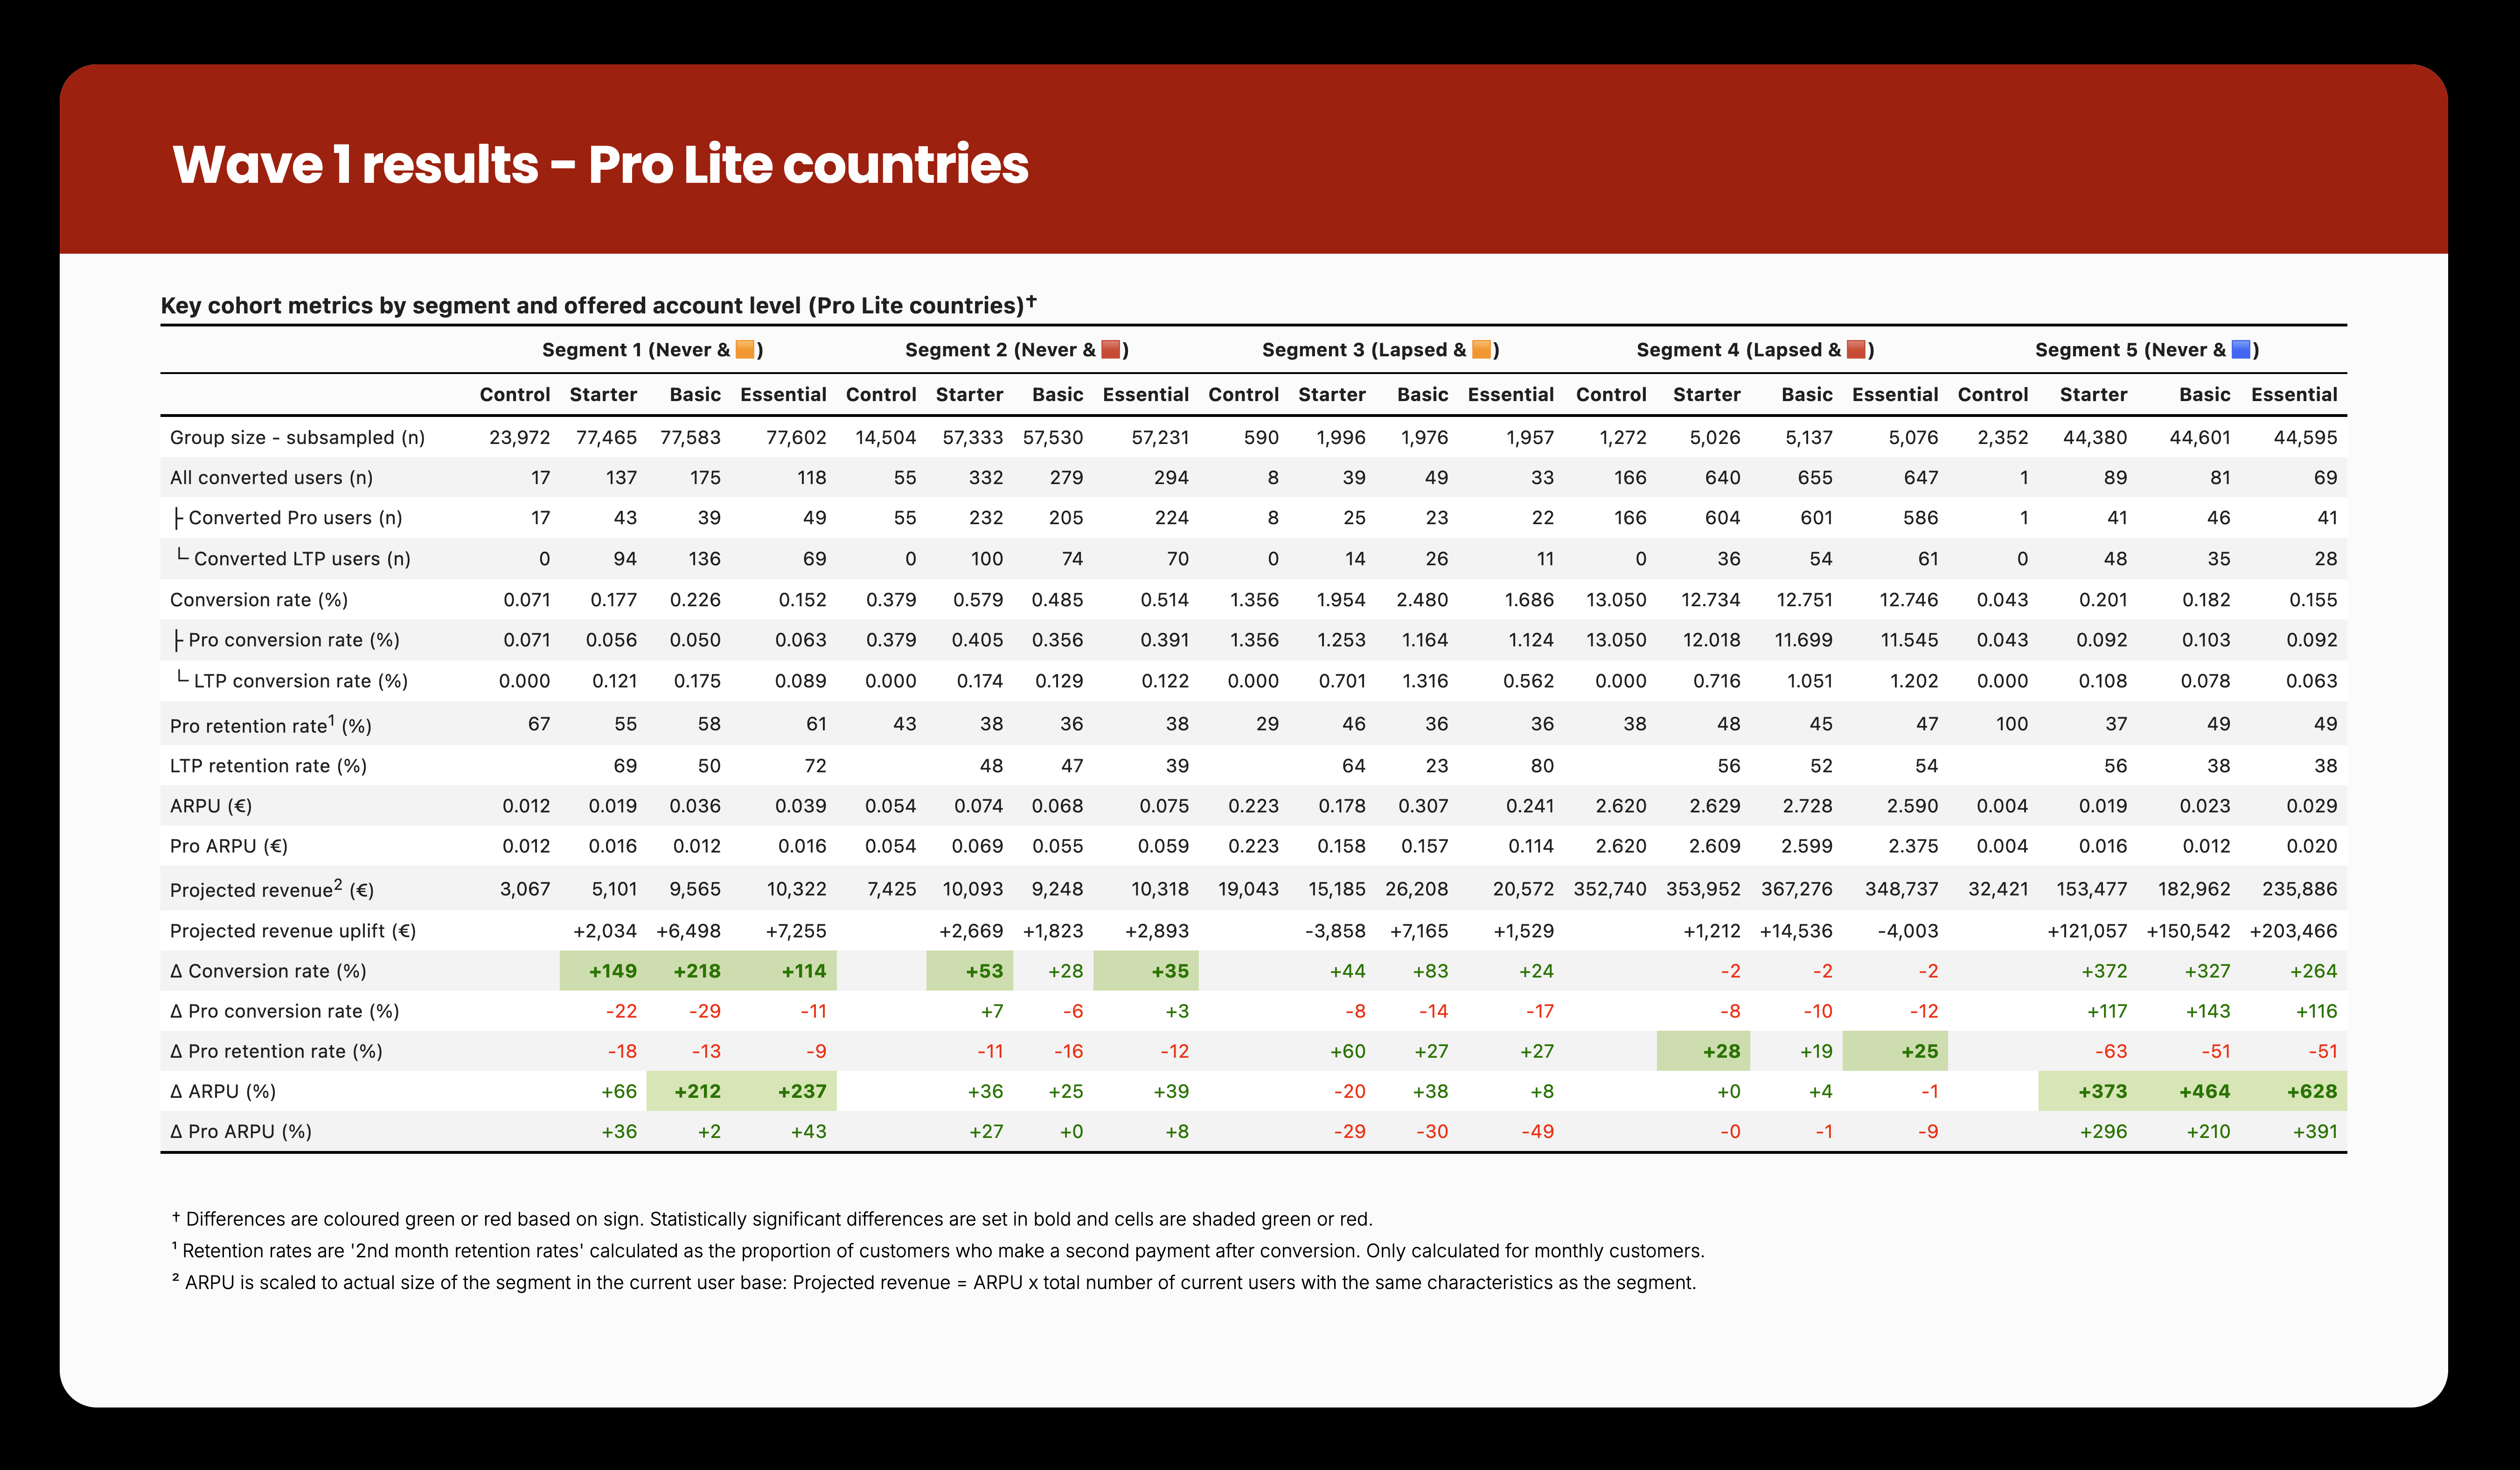 Wave 1 results - Pro Lite countries
Key cohort metrics by segment and offered account level (Pro Lite countries)†
Segment 1 (Never & 🟧) Segment 2 (Never & 🟥) Segment 3 (Lapsed & 🟧) Segment 4 (Lapsed & 🟥) Segment 5 (Never & 🟦)
Control Starter Basic Essential Control Starter Basic Essential Control Starter Basic Essential Control Starter Basic Essential Control Starter Basic Essential
Group size - subsampled (n) 23,972 77,465 77,583 77,602 14,504 57,333 57,530 57,231 590 1,996 1,976 1,957 1,272 5,026 5,137 5,076 2,352 44,380 44,601 44,595
All converted users (n) 17 137 175 118 55 332 279 294 8 39 49 33 166 640 655 647 1 89 81 69
├ Converted Pro users (n) 17 43 39 49 55 232 205 224 8 25 23 22 166 604 601 586 1 41 46 41
└ Converted LTP users (n) 0 94 136 69 0 100 74 70 0 14 26 11 0 36 54 61 0 48 35 28
Conversion rate (%) 0.071 0.177 0.226 0.152 0.379 0.579 0.485 0.514 1.356 1.954 2.480 1.686 13.050 12.734 12.751 12.746 0.043 0.201 0.182 0.155
├ Pro conversion rate (%) 0.071 0.056 0.050 0.063 0.379 0.405 0.356 0.391 1.356 1.253 1.164 1.124 13.050 12.018 11.699 11.545 0.043 0.092 0.103 0.092
└ LTP conversion rate (%) 0.000 0.121 0.175 0.089 0.000 0.174 0.129 0.122 0.000 0.701 1.316 0.562 0.000 0.716 1.051 1.202 0.000 0.108 0.078 0.063
Pro retention rate¹ (%) 67 55 58 61 43 38 36 38 29 46 36 36 38 48 45 47 100 37 49 49
LTP retention rate (%) 69 50 72 48 47 39 64 23 80 56 52 54 56 38 38
ARPU (€) 0.012 0.019 0.036 0.039 0.054 0.074 0.068 0.075 0.223 0.178 0.307 0.241 2.620 2.629 2.728 2.590 0.004 0.019 0.023 0.029
Pro ARPU (€) 0.012 0.016 0.012 0.016 0.054 0.069 0.055 0.059 0.223 0.158 0.157 0.114 2.620 2.609 2.599 2.375 0.004 0.016 0.012 0.020
Projected revenue² (€) 3,067 5,101 9,565 10,322 7,425 10,093 9,248 10,318 19,043 15,185 26,208 20,572 352,740 353,952 367,276 348,737 32,421 153,477 182,962 235,886
Projected revenue uplift (€) +2,034 +6,498 +7,255 +2,669 +1,823 +2,893 -3,858 +7,165 +1,529 +1,212 +14,536 -4,003 +121,057 +150,542 +203,466
Δ Conversion rate (%) +149 +218 +114 +53 +28 +35 +44 +83 +24 -2 -2 -2 +372 +327 +264
Δ Pro conversion rate (%) -22 -29 -11 +7 -6 +3 -8 -14 -17 -8 -10 -12 +117 +143 +116
Δ Pro retention rate (%) -18 -13 -9 -11 -16 -12 +60 +27 +27 +28 +19 +25 -63 -51 -51
Δ ARPU (%) +66 +212 +237 +36 +25 +39 -20 +38 +8 +0 +4 -1 +373 +464 +628
Δ Pro ARPU (%) +36 +2 +43 +27 +0 +8 -29 -30 -49 -0 -1 -9 +296 +210 +391
† Differences are coloured green or red based on sign. Statistically significant differences are set in bold and cells are shaded green or red.
¹ Retention rates are '2nd month retention rates' calculated as the proportion of customers who make a second payment after conversion. Only calculated for monthly customers.
² ARPU is scaled to actual size of the segment in the current user base: Projected revenue = ARPU x total number of current users with the same characteristics as the segment.